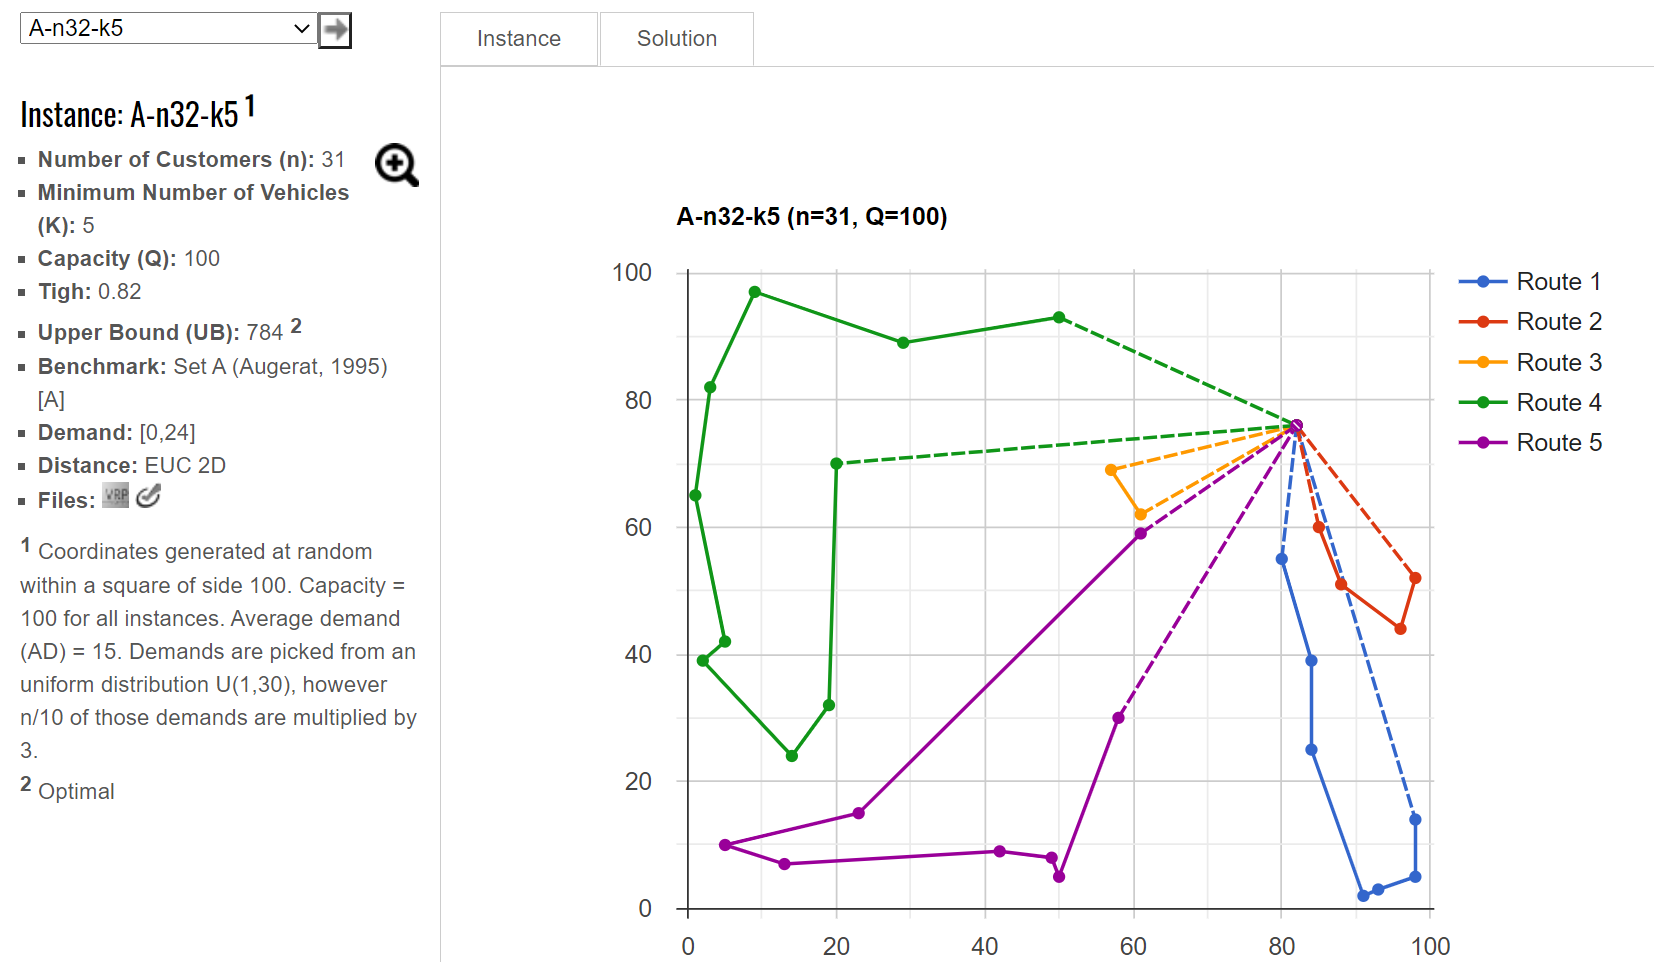 A-n32-k5
Instance: A-n32-k5 1
Number of Customers (n): 31
Minimum Number of Vehicles
(K): 5
Capacity (Q): 100
Tigh: 0.82
Upper Bound (UB): 784 2
Benchmark: Set A (Augerat, 1995)
[A]
Demand: [0,24]
Distance: EUC 2D
Files: VRP
1 Coordinates generated at random
within a square of side 100. Capacity =
100 for all instances. Average demand
(AD) = 15. Demands are picked from an
uniform distribution U(1,30), however
n/10 of those demands are multiplied by
3.
2 Optimal
Instance
Solution
A-n32-k5 (n=31, Q=100)
100
80
60
40
20
0
0 20 40 60 80 100
Route 1
Route 2
Route 3
Route 4
Route 5